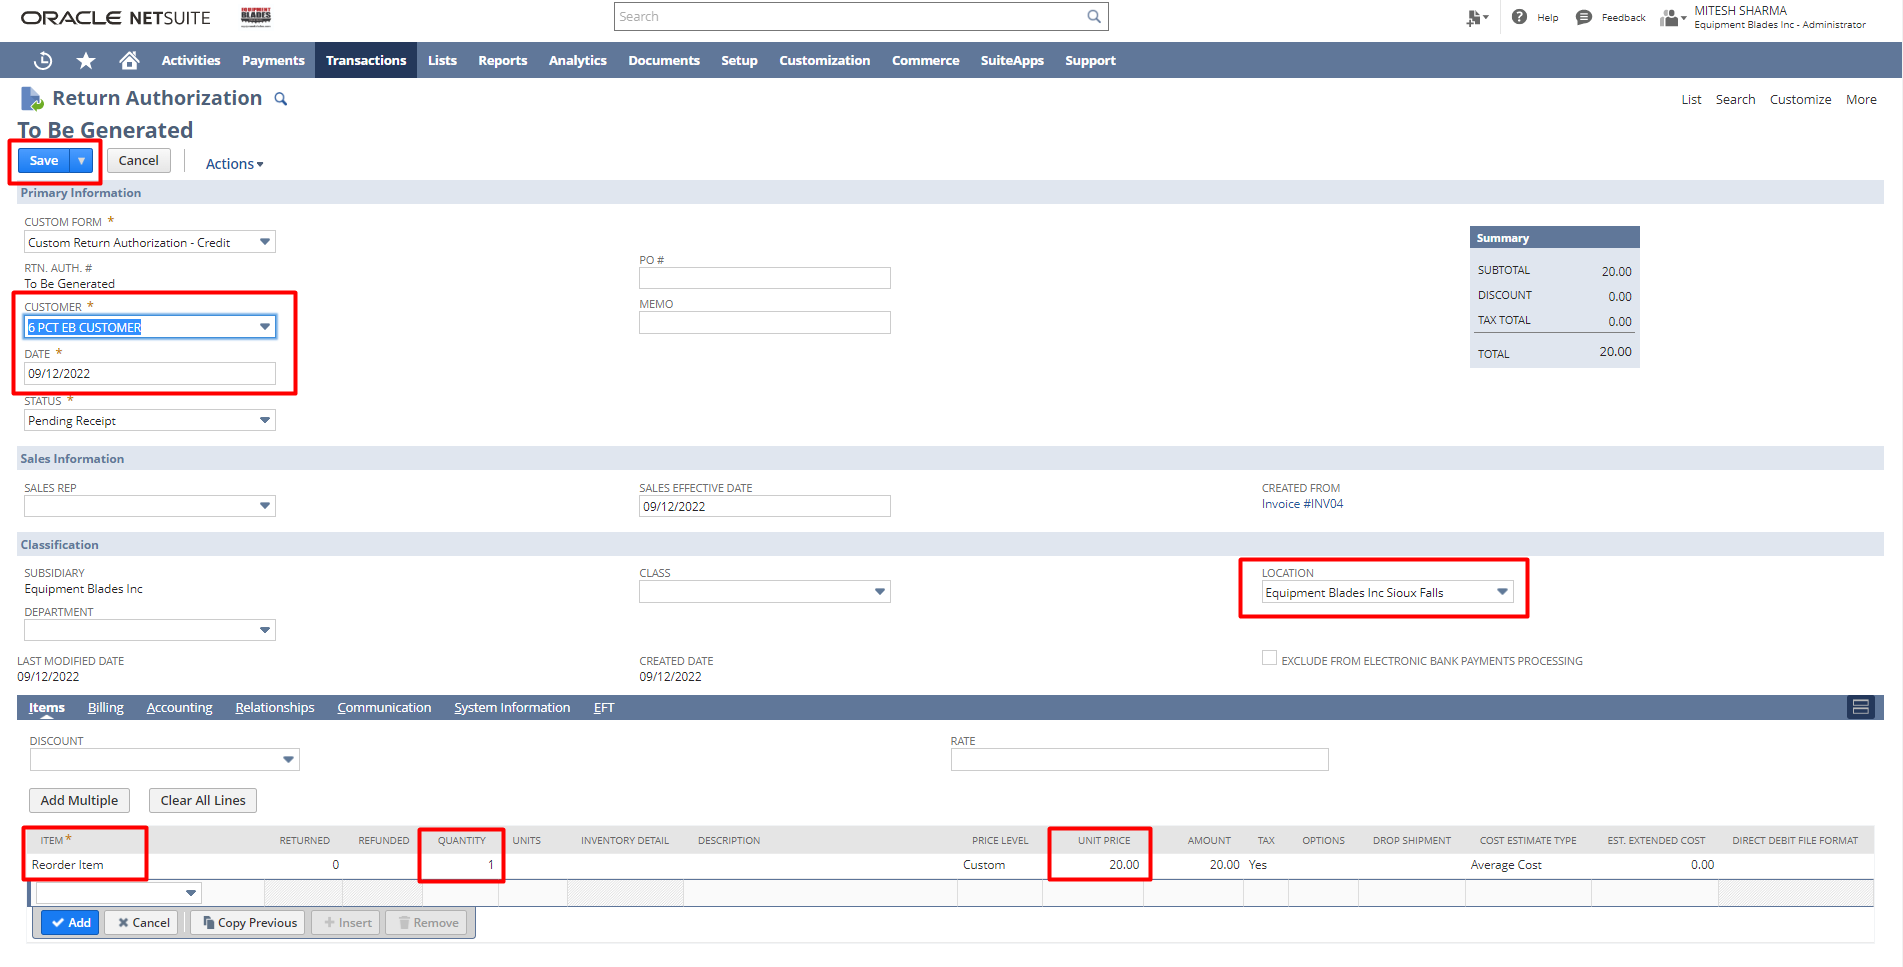 ORACLE NETSUITE
EQUIPMENT
BLADES
Search
Help
Feedback
MITESH SHARMA
Equipment Blades Inc - Administrator
Activities Payments Transactions Lists Reports Analytics Documents Setup Customization Commerce SuiteApps Support
Return Authorization
List Search Customize More
To Be Generated
Save Cancel Actions
Primary Information
CUSTOM FORM *
Custom Return Authorization - Credit
RTN. AUTH. #
To Be Generated
CUSTOMER *
6 PCT EB CUSTOMER
DATE *
09/12/2022
STATUS *
Pending Receipt
PO #
MEMO
Summary
SUBTOTAL 20.00
DISCOUNT 0.00
TAX TOTAL 0.00
TOTAL 20.00
Sales Information
SALES REP
SALES EFFECTIVE DATE
09/12/2022
CREATED FROM
Invoice #INV04
Classification
SUBSIDIARY
Equipment Blades Inc
DEPARTMENT
CLASS
LOCATION
Equipment Blades Inc Sioux Falls
LAST MODIFIED DATE
09/12/2022
CREATED DATE
09/12/2022
EXCLUDE FROM ELECTRONIC BANK PAYMENTS PROCESSING
Items Billing Accounting Relationships Communication System Information EFT
DISCOUNT
RATE
Add Multiple Clear All Lines
ITEM * RETURNED REFUNDED QUANTITY UNITS INVENTORY DETAIL DESCRIPTION PRICE LEVEL UNIT PRICE AMOUNT TAX OPTIONS DROP SHIPMENT COST ESTIMATE TYPE EST. EXTENDED COST DIRECT DEBIT FILE FORMAT
Reorder Item 0 1 Custom 20.00 20.00 Yes Average Cost 0.00
Add Cancel Copy Previous Insert Remove